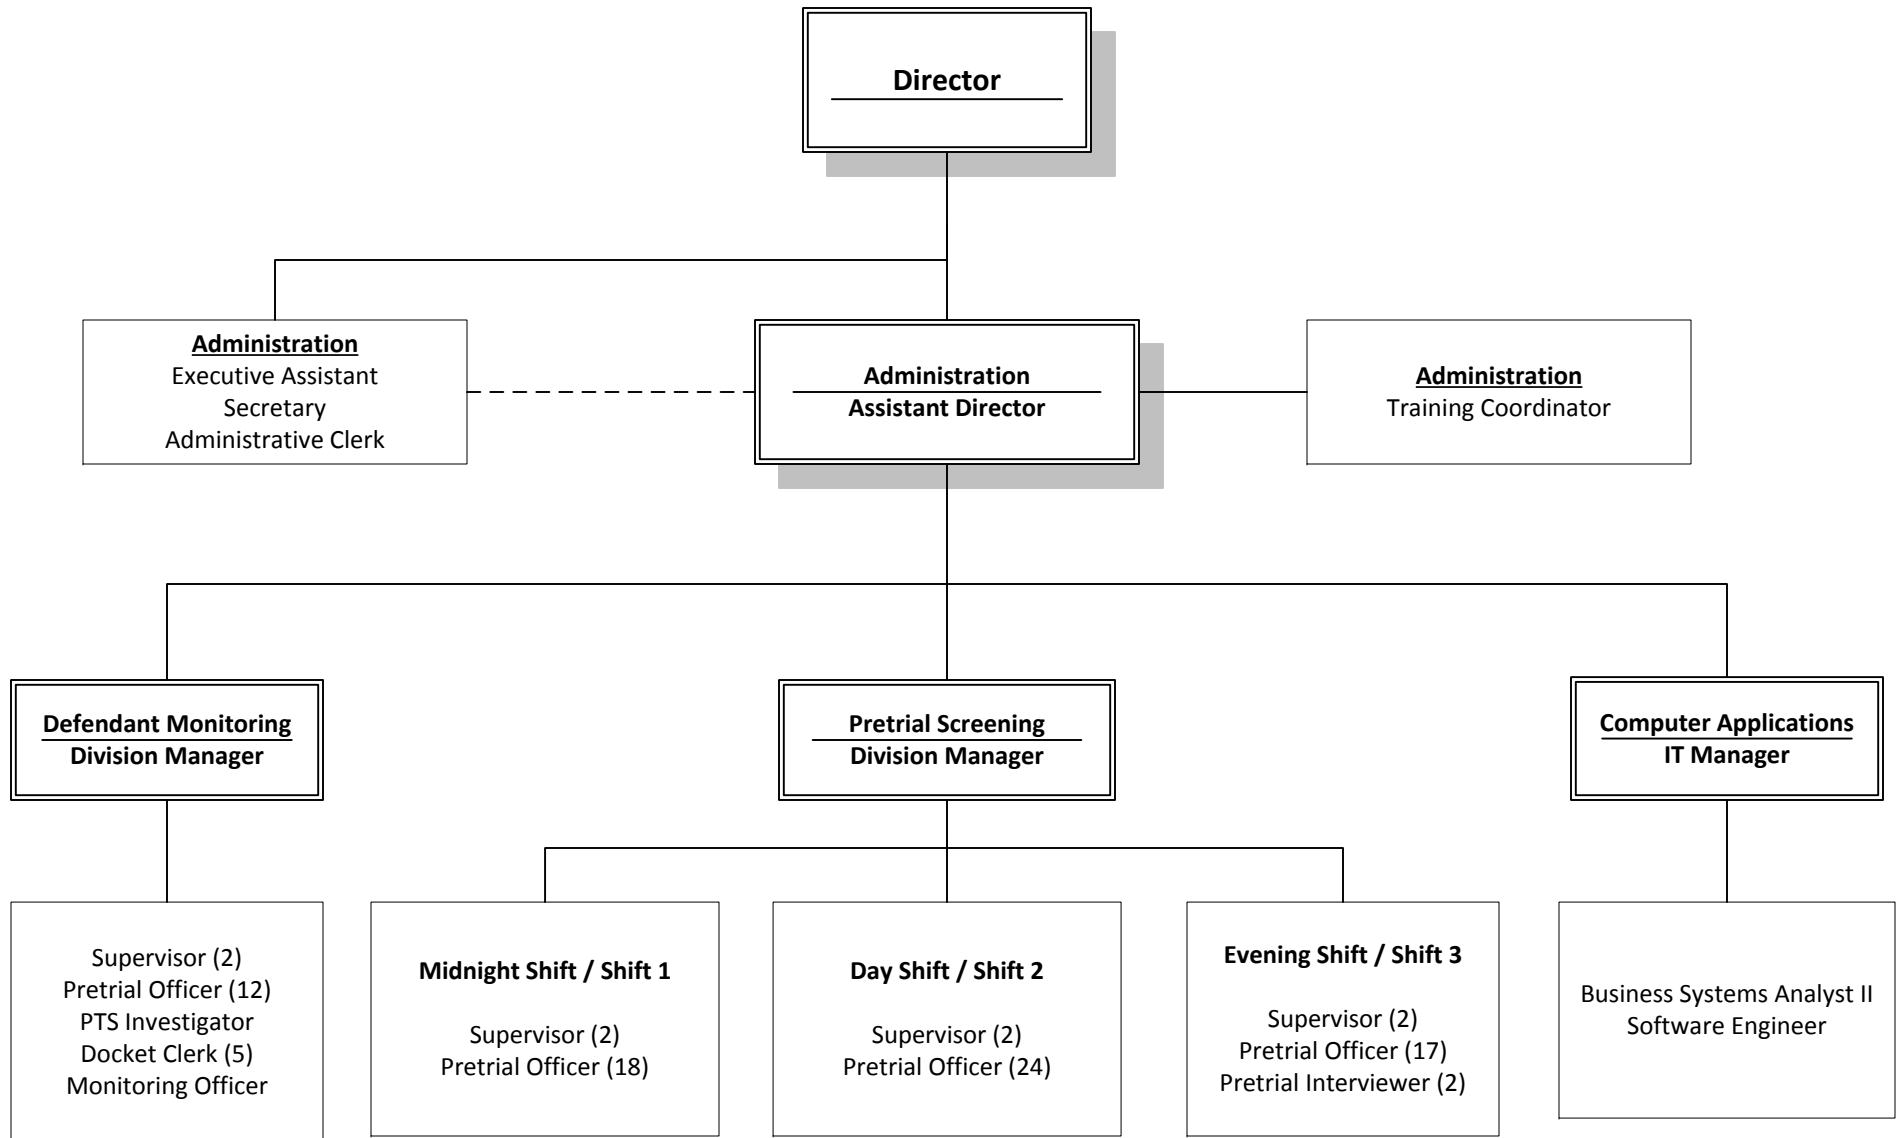 Director
Administration
Executive Assistant
Secretary
Administrative Clerk
Administration
Assistant Director
Administration
Training Coordinator
Defendant Monitoring
Division Manager
Pretrial Screening
Division Manager
Computer Applications
IT Manager
Supervisor (2)
Pretrial Officer (12)
PTS Investigator
Docket Clerk (5)
Monitoring Officer
Midnight Shift / Shift 1
Supervisor (2)
Pretrial Officer (18)
Day Shift / Shift 2
Supervisor (2)
Pretrial Officer (24)
Evening Shift / Shift 3
Supervisor (2)
Pretrial Officer (17)
Pretrial Interviewer (2)
Business Systems Analyst II
Software Engineer